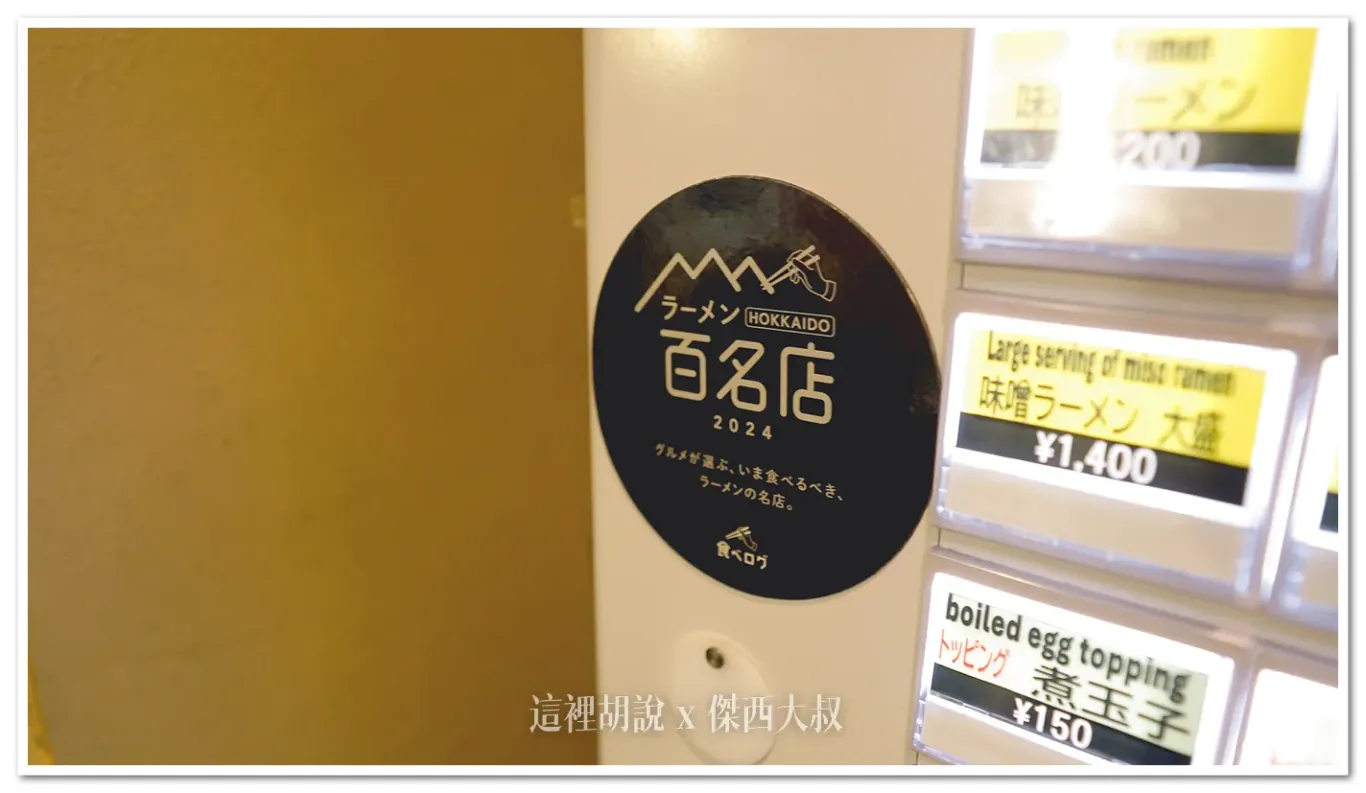 ラーメン HOKKAIDO
百名店
2024
グルメが選ぶ、いま食べるべき、
ラーメンの名店。
食べログ
ramen
味 ーメン
200
Large serving of miso ramen
味噌ラーメン 大盛
¥1,400
boiled egg topping
トッピング 煮玉子
¥150
這裡胡說 x 傑西大叔